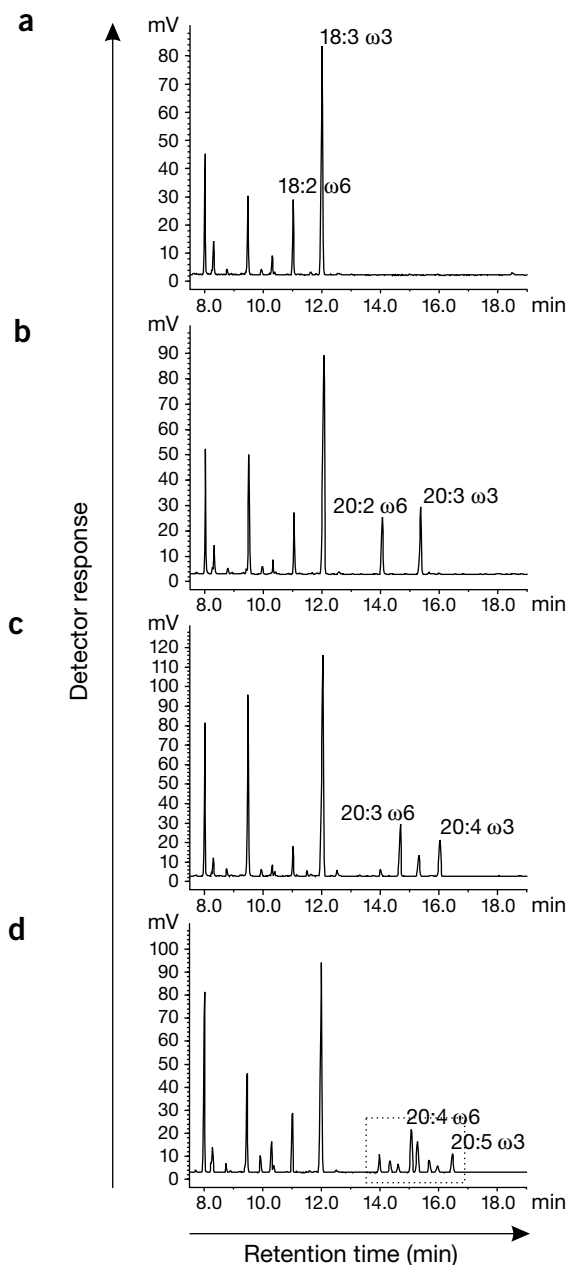 a
mV
18:3 ω3
80
70
60
50
40
18:2 ω6
30
20
10
0
8.0 10.0 12.0 14.0 16.0 18.0 min
b
mV
90
80
70
60
50
40
20:2 ω6 20:3 ω3
30
20
10
0
8.0 10.0 12.0 14.0 16.0 18.0 min
c
mV
120
110
100
90
80
70
60
50
40
20:3 ω6
30
20:4 ω3
20
10
0
8.0 10.0 12.0 14.0 16.0 18.0 min
d
mV
100
90
80
70
60
50
40
30
20:4 ω6
20
20:5 ω3
10
0
8.0 10.0 12.0 14.0 16.0 18.0 min
Detector response
Retention time (min)